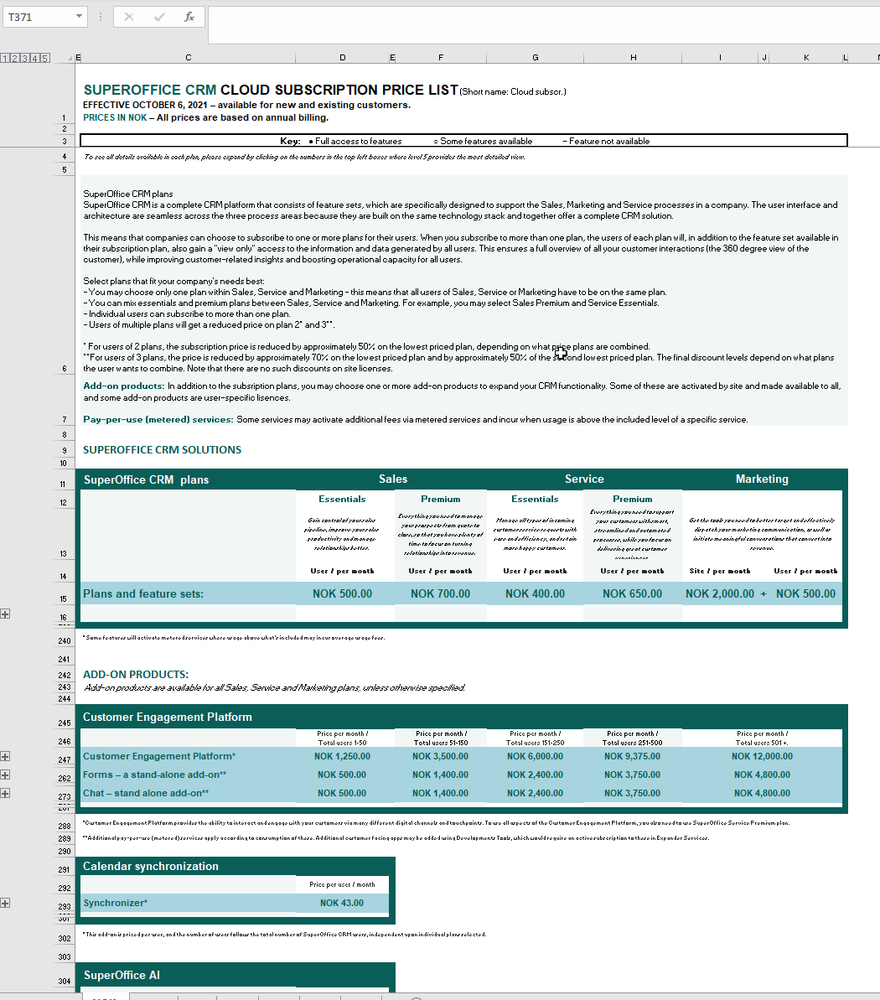 T371
fx
1 2 3 4 5
E C D E F G H I J K L
SUPEROFFICE CRM CLOUD SUBSCRIPTION PRICE LIST (Short name: Cloud subscr.)
EFFECTIVE OCTOBER 6, 2021 – available for new and existing customers.
1 PRICES IN NOK – All prices are based on annual billing.
2
3 Key: ● Full access to features ○ Some features available – Feature not available
4 To see all details available in each plan, please expand by clicking on the numbers in the top left boxes where level 5 provides the most detailed view.
5
SuperOffice CRM plans
SuperOffice CRM is a complete CRM platform that consists of feature sets, which are specifically designed to support the Sales, Marketing and Service processes in a company. The user interface and
architecture are seamless across the three process areas because they are built on the same technology stack and together offer a complete CRM solution.
This means that companies can choose to subscribe to one or more plans for their users. When you subscribe to more than one plan, the users of each plan will, in addition to the feature set available in
their subscription plan, also gain a "view only" access to the information and data generated by all users. This ensures a full overview of all your customer interactions (the 360 degree view of the
customer), while improving customer-related insights and boosting operational capacity for all users.
Select plans that fit your company's needs best:
- You may choose only one plan within Sales, Service and Marketing - this means that all users of Sales, Service or Marketing have to be on the same plan.
- You can mix essentials and premium plans between Sales, Service and Marketing. For example, you may select Sales Premium and Service Essentials.
- Individual users can subscribe to more than one plan.
- Users of multiple plans will get a reduced price on plan 2* and 3**.
* For users of 2 plans, the subscription price is reduced by approximately 50% on the lowest priced plan, depending on what price plans are combined.
**For users of 3 plans, the price is reduced by approximately 70% on the lowest priced plan and by approximately 50% of the second lowest priced plan. The final discount levels depend on what plans
6 the user wants to combine. Note that there are no such discounts on site licenses.
Add-on products: In addition to the subsription plans, you may choose one or more add-on products to expand your CRM functionality. Some of these are activated by site and made available to all,
and some add-on products are user-specific lisences.
7 Pay-per-use (metered) services: Some services may activate additional fees via metered services and incur when usage is above the included level of a specific service.
8
9 SUPEROFFICE CRM SOLUTIONS
10
11 SuperOffice CRM plans Sales Service Marketing
12 Essentials Premium Essentials Premium
Gain control of your sales pipeline, improve your sales productivity and manage relationships better.
Everything you need to manage your prospects from quote to close, so that you have plenty of time to focus on turning relationships into revenue.
Manage all types of incoming customer service requests with ease and efficiency, and retain more happy customers.
Everything you need to support your customers with smart, streamlined and automated processes, while you focus on delivering great customer experiences
Get the tools you need to better target and effectively dispatch your marketing communication, as well as initiate meaningful conversations that convert into revenue.
13
14 User / per month User / per month User / per month User / per month Site / per month User / per month
15 Plans and feature sets: NOK 500.00 NOK 700.00 NOK 400.00 NOK 650.00 NOK 2,000.00 + NOK 500.00
16
240 * Some features will activate metered services where usage above what's included may incur average usage fees.
241
242 ADD-ON PRODUCTS:
243 Add-on products are available for all Sales, Service and Marketing plans, unless otherwise specified.
244
245 Customer Engagement Platform
Price per month / Price per month / Price per month / Price per month / Price per month /
246 Total users 1-50 Total users 51-150 Total users 151-250 Total users 251-500 Total users 501 +.
247 Customer Engagement Platform* NOK 1,250.00 NOK 3,500.00 NOK 6,000.00 NOK 9,375.00 NOK 12,000.00
262 Forms – a stand-alone add-on** NOK 500.00 NOK 1,400.00 NOK 2,400.00 NOK 3,750.00 NOK 4,800.00
273 Chat – stand alone add-on** NOK 500.00 NOK 1,400.00 NOK 2,400.00 NOK 3,750.00 NOK 4,800.00
288 *Curtamer Engagement Platform provides the ability to interact and engage with your customers via many different digital channels and touchpoints. To use all aspects of the Customer Engagement Platform, you also need to use SuperOffice Service Premium plan.
289 **Additional pay-per-use (metered) services apply according to consumption of these. Additional customer facing apps may be added using Developments Tools, which would require an active subscription to these in Expander Services.
290
291 Calendar synchronization
292 Price per user / month
293 Synchronizer* NOK 43.00
302 * This add-on is priced per user, and the number of users follows the total number of SuperOffice CRM users, independent upon individual plans selected.
303
304 SuperOffice AI